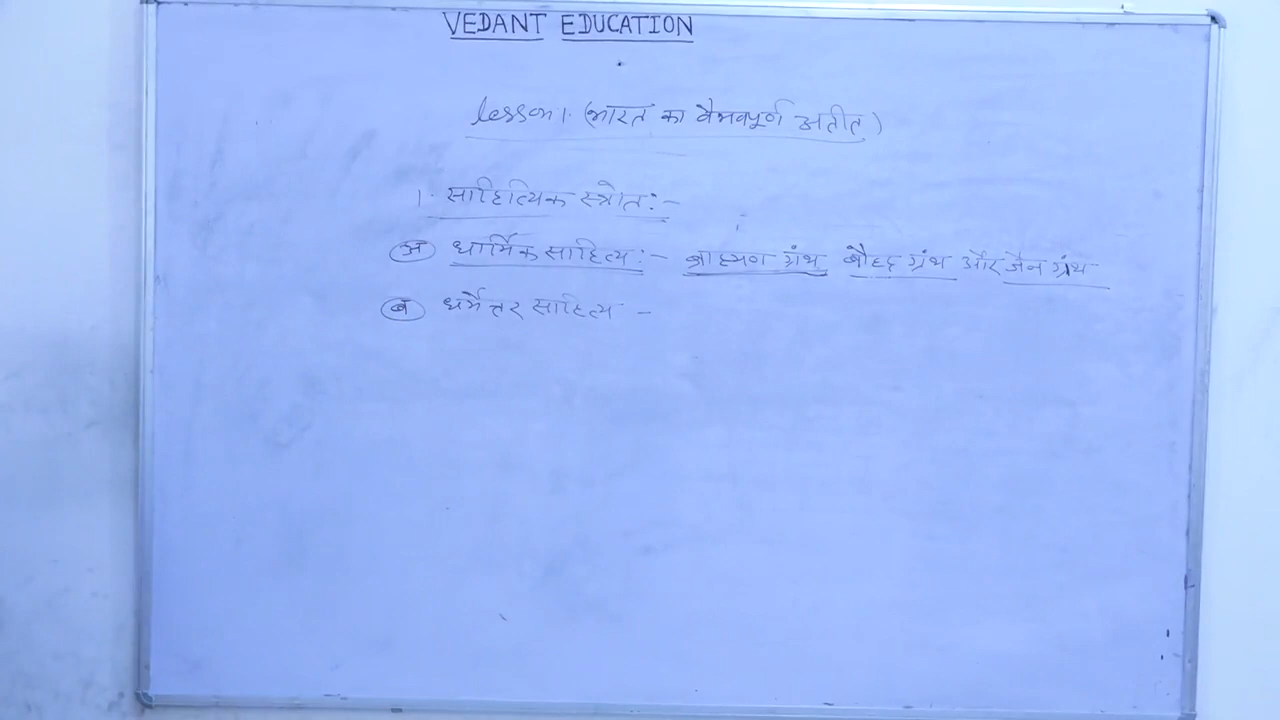 VEDANT EDUCATION
Lesson 1. (भारत का वैभवपूर्ण अतीत)
1. साहित्यिक स्त्रोत:-
अ धार्मिक साहित्य:- ब्राह्मण ग्रंथ बौद्ध ग्रंथ और जैन ग्रंथ
ब धर्मेत्तर साहित्य -